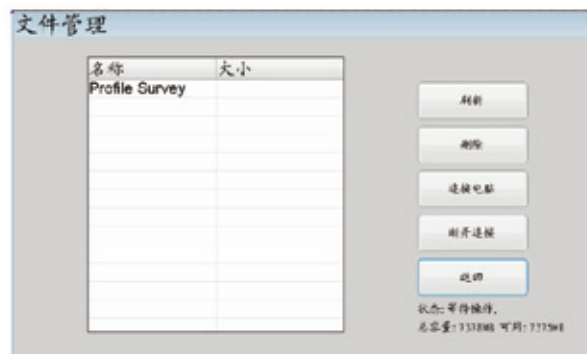 文件管理
名称 大小
Profile Survey
刷新
删除
连接电脑
断开连接
返回
状态:等待操作,